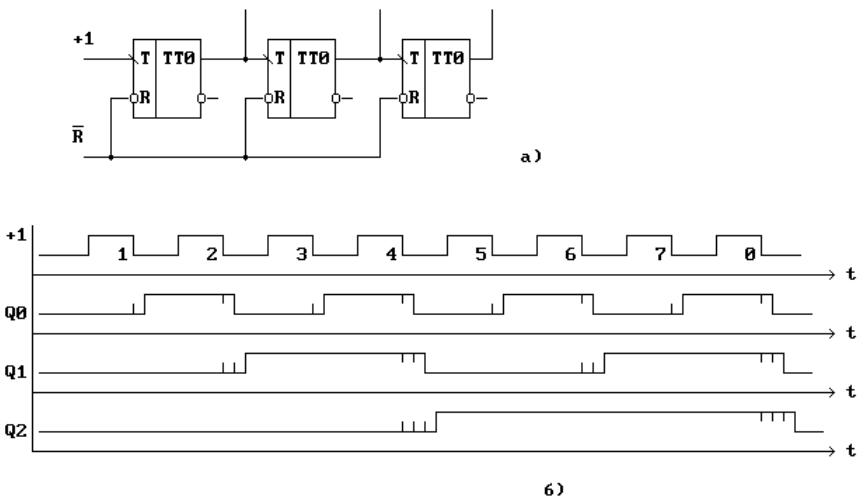 +1
T TT0 T TT0 T TT0
R R R
R̅
а)
+1 1 2 3 4 5 6 7 0
t
Q0
t
Q1
t
Q2
t
б)